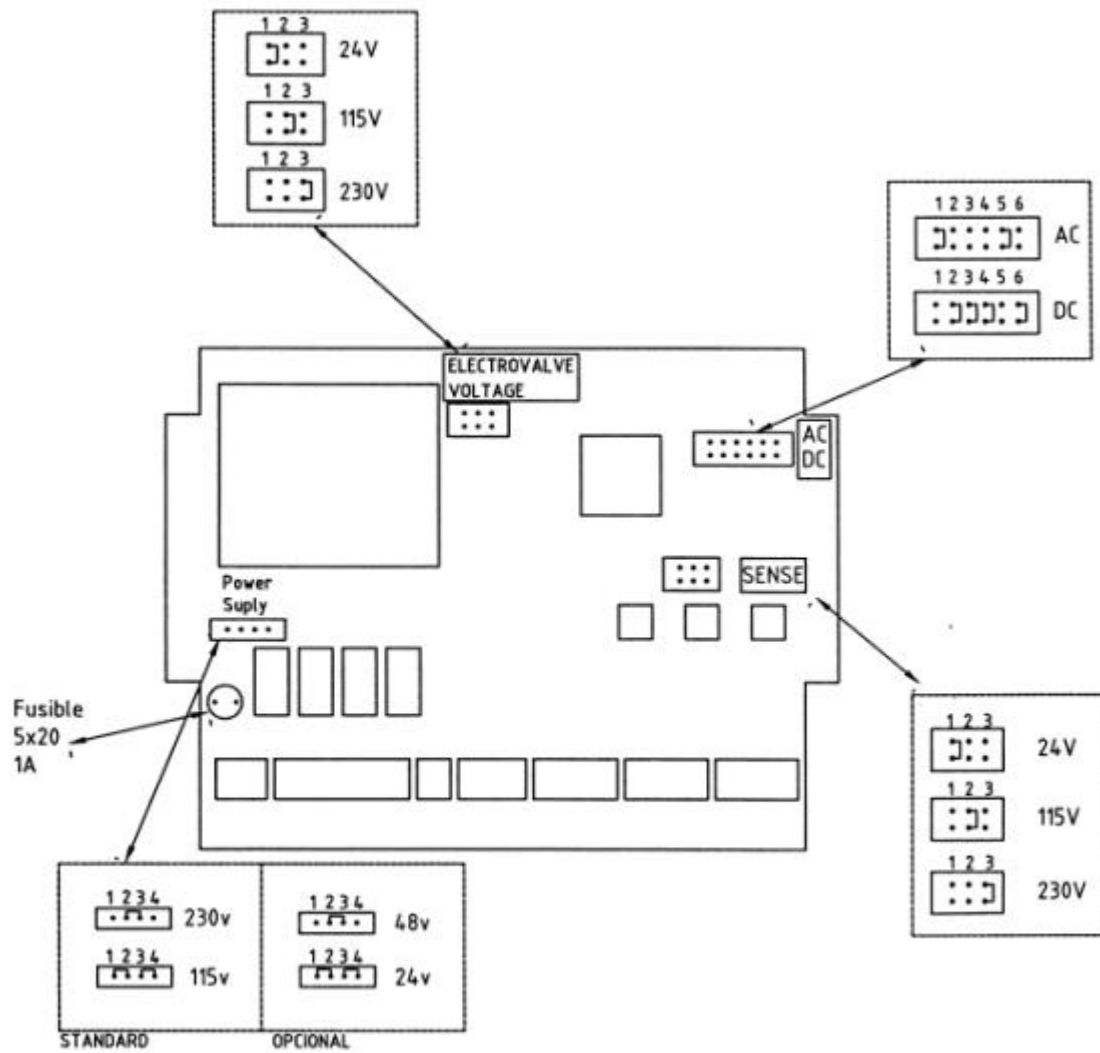 1 2 3
24V
1 2 3
115V
1 2 3
230V
1 2 3 4 5 6
AC
1 2 3 4 5 6
DC
ELECTROVALVE
VOLTAGE
AC
DC
SENSE
Power
Suply
Fusible
5x20
1A
1 2 3
24V
1 2 3
115V
1 2 3
230V
1 2 3 4
230v
1 2 3 4
48v
1 2 3 4
115v
1 2 3 4
24v
STANDARD
OPCIONAL